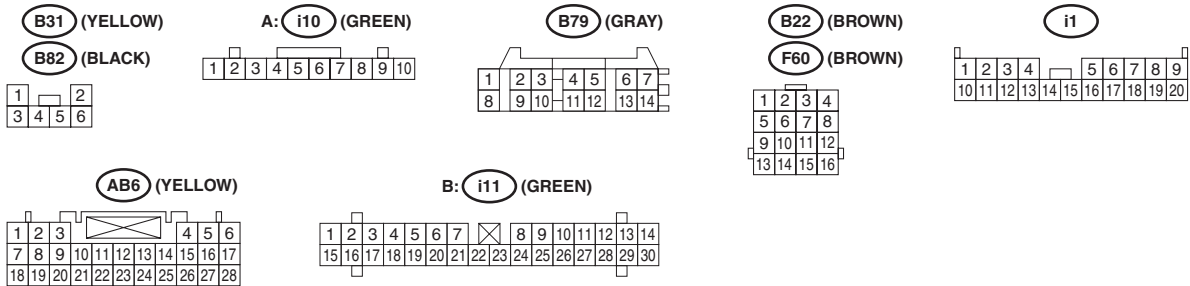 B31 (YELLOW)
B82 (BLACK)
1 2
3 4 5 6
A: i10 (GREEN)
1 2 3 4 5 6 7 8 9 10
B79 (GRAY)
1 2 3 4 5 6 7
8 9 10 11 12 13 14
B22 (BROWN)
F60 (BROWN)
1 2 3 4
5 6 7 8
9 10 11 12
13 14 15 16
i1
1 2 3 4 5 6 7 8 9
10 11 12 13 14 15 16 17 18 19 20
AB6 (YELLOW)
1 2 3 4 5 6
7 8 9 10 11 12 13 14 15 16 17
18 19 20 21 22 23 24 25 26 27 28
B: i11 (GREEN)
1 2 3 4 5 6 7 8 9 10 11 12 13 14
15 16 17 18 19 20 21 22 23 24 25 26 27 28 29 30